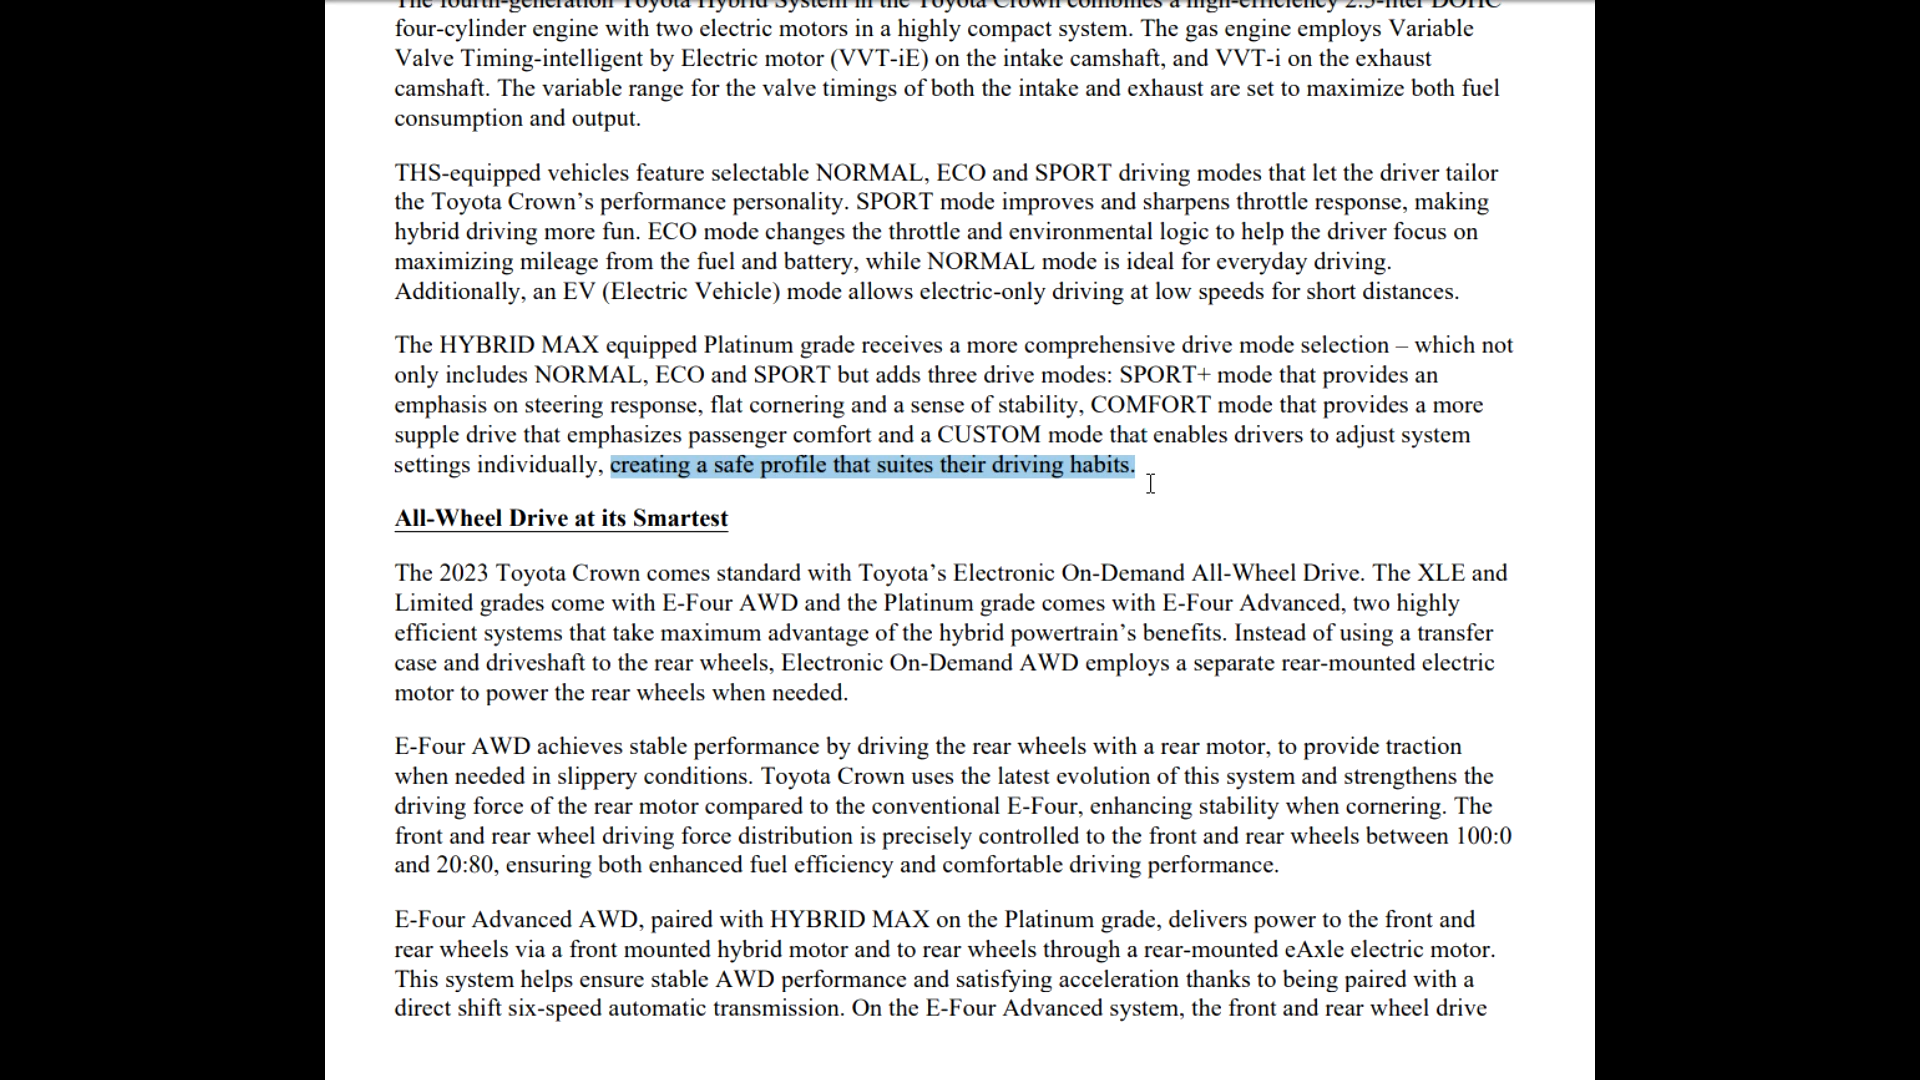 The fourth-generation Toyota Hybrid System in the Toyota Crown combines a high-efficiency 2.5-liter DOHC
four-cylinder engine with two electric motors in a highly compact system. The gas engine employs Variable
Valve Timing-intelligent by Electric motor (VVT-iE) on the intake camshaft, and VVT-i on the exhaust
camshaft. The variable range for the valve timings of both the intake and exhaust are set to maximize both fuel
consumption and output.
THS-equipped vehicles feature selectable NORMAL, ECO and SPORT driving modes that let the driver tailor
the Toyota Crown’s performance personality. SPORT mode improves and sharpens throttle response, making
hybrid driving more fun. ECO mode changes the throttle and environmental logic to help the driver focus on
maximizing mileage from the fuel and battery, while NORMAL mode is ideal for everyday driving.
Additionally, an EV (Electric Vehicle) mode allows electric-only driving at low speeds for short distances.
The HYBRID MAX equipped Platinum grade receives a more comprehensive drive mode selection – which not
only includes NORMAL, ECO and SPORT but adds three drive modes: SPORT+ mode that provides an
emphasis on steering response, flat cornering and a sense of stability, COMFORT mode that provides a more
supple drive that emphasizes passenger comfort and a CUSTOM mode that enables drivers to adjust system
settings individually, creating a safe profile that suites their driving habits.
All-Wheel Drive at its Smartest
The 2023 Toyota Crown comes standard with Toyota’s Electronic On-Demand All-Wheel Drive. The XLE and
Limited grades come with E-Four AWD and the Platinum grade comes with E-Four Advanced, two highly
efficient systems that take maximum advantage of the hybrid powertrain’s benefits. Instead of using a transfer
case and driveshaft to the rear wheels, Electronic On-Demand AWD employs a separate rear-mounted electric
motor to power the rear wheels when needed.
E-Four AWD achieves stable performance by driving the rear wheels with a rear motor, to provide traction
when needed in slippery conditions. Toyota Crown uses the latest evolution of this system and strengthens the
driving force of the rear motor compared to the conventional E-Four, enhancing stability when cornering. The
front and rear wheel driving force distribution is precisely controlled to the front and rear wheels between 100:0
and 20:80, ensuring both enhanced fuel efficiency and comfortable driving performance.
E-Four Advanced AWD, paired with HYBRID MAX on the Platinum grade, delivers power to the front and
rear wheels via a front mounted hybrid motor and to rear wheels through a rear-mounted eAxle electric motor.
This system helps ensure stable AWD performance and satisfying acceleration thanks to being paired with a
direct shift six-speed automatic transmission. On the E-Four Advanced system, the front and rear wheel drive